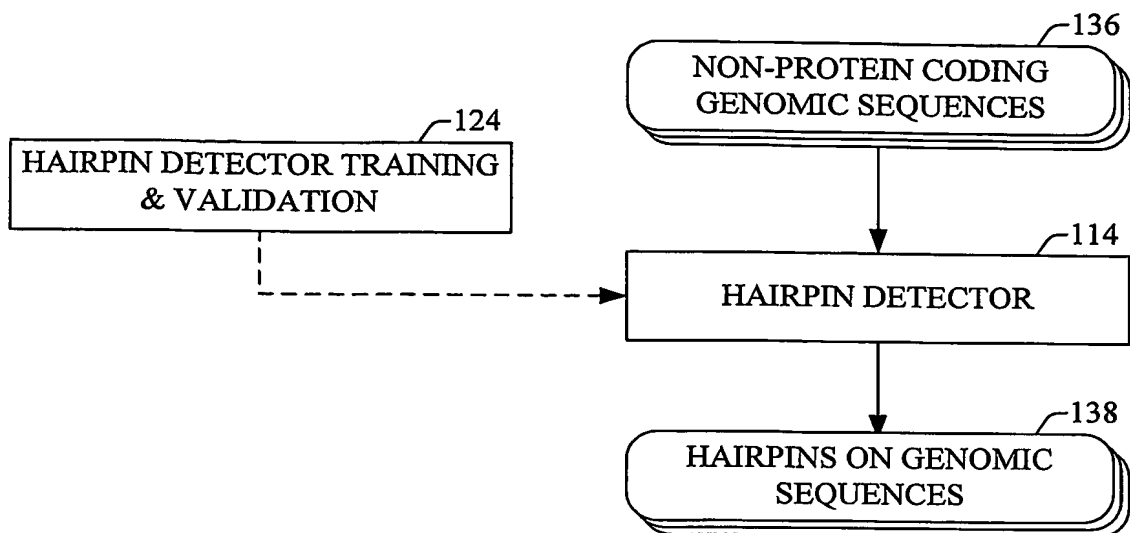 136
NON-PROTEIN CODING
GENOMIC SEQUENCES
124
HAIRPIN DETECTOR TRAINING
& VALIDATION
114
HAIRPIN DETECTOR
138
HAIRPINS ON GENOMIC
SEQUENCES